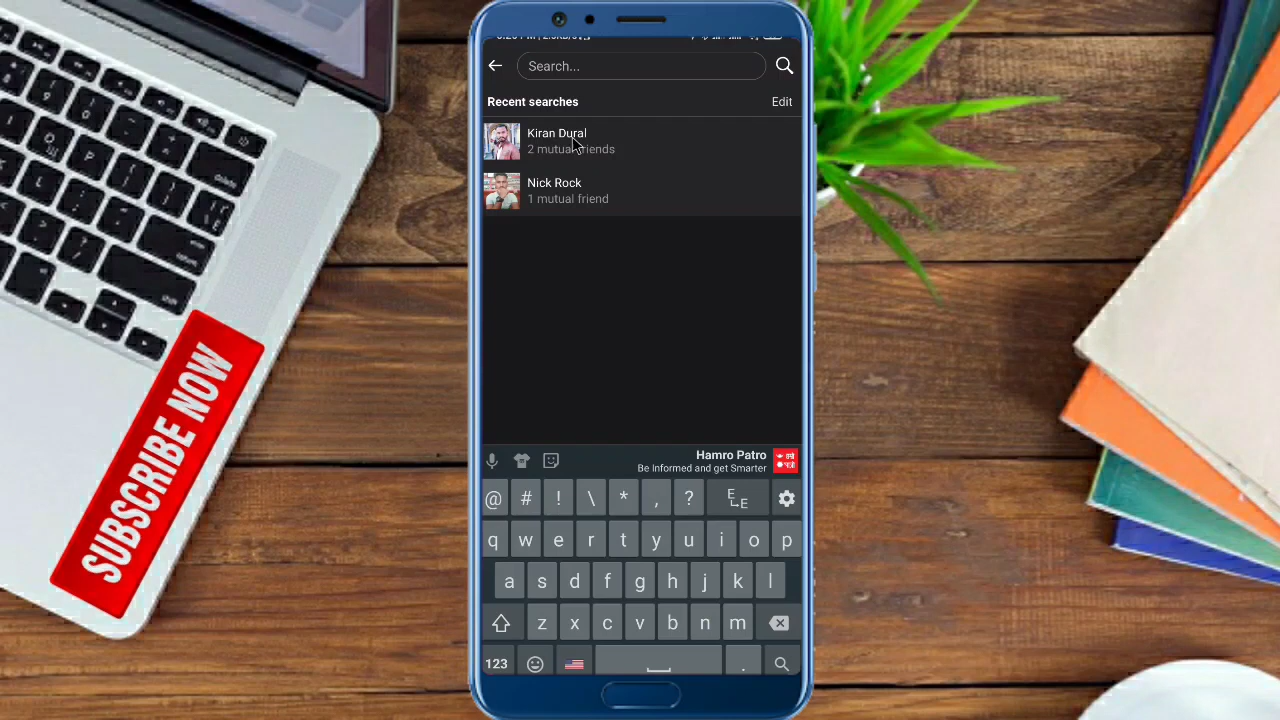 Search...
Recent searches
Edit
Kiran Dural
2 mutual friends
Nick Rock
1 mutual friend
Hamro Patro
Be Informed and get Smarter
@ # ! \ * , ? E E
q w e r t y u i o p
a s d f g h j k l
z x c v b n m
123 .
SUBSCRIBE NOW